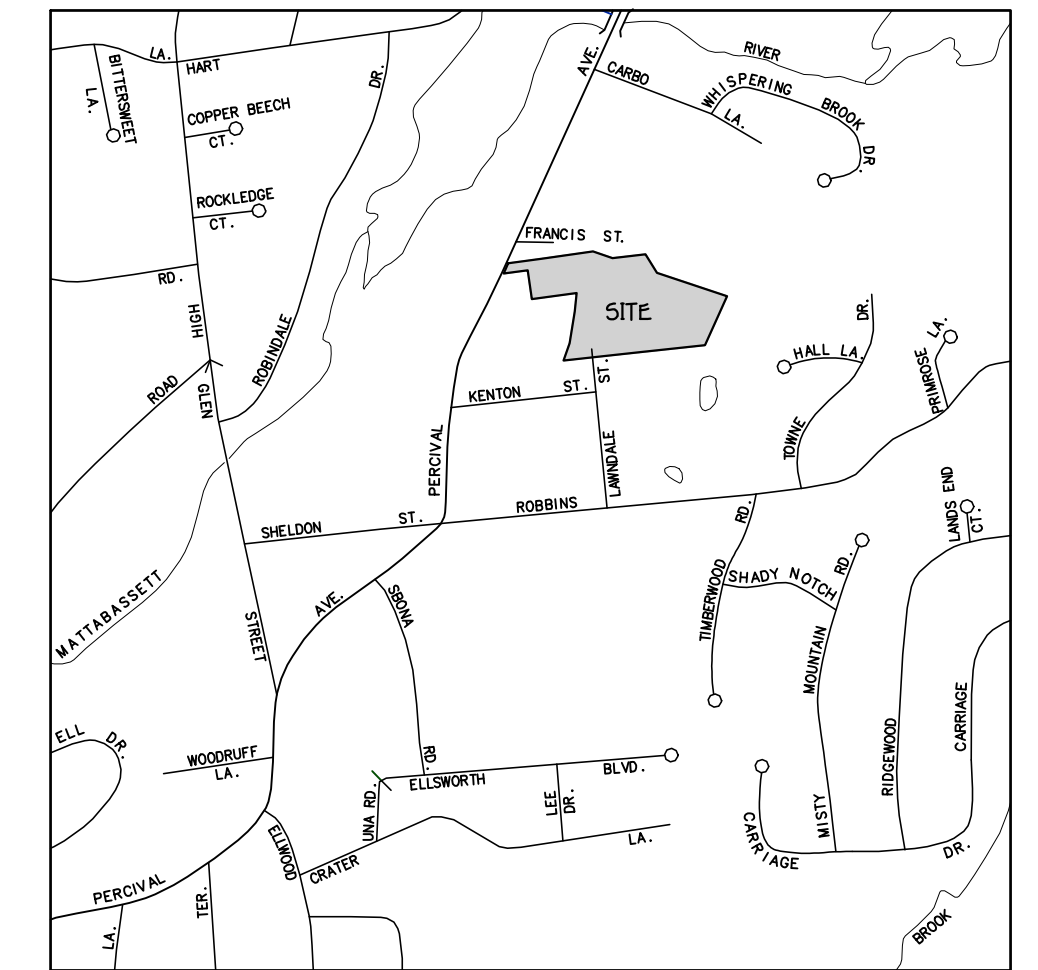 LA.
HART
BITTERSWEET
LA.
COPPER BEECH
CT.
ROCKLEDGE
CT.
DR.
ROBINDALE
AVE.
CARBO
LA.
RIVER
WHISPERING BROOK DR.
FRANCIS ST.
SITE
RD.
HIGH
ROAD
GLEN
KENTON ST.
ST.
LAWNDALE
PERCIVAL
HALL LA.
DR.
TOWNE
PRIMROSE LA.
SHELDON ST.
ROBBINS
LANDS END
CT.
RD.
TIMBERWOOD
SHADY NOTCH
RD.
MOUNTAIN
MISTY
MATTABASSETT
STREET
AVE.
SBONA
RD.
RIDGEWOOD
CARRIAGE
ELL DR.
WOODRUFF
LA.
ELLSWORTH
BLVD.
UNA RD.
LEE
DR.
ELLWOOD
CRATER
LA.
CARRIAGE
DR.
PERCIVAL
TER.
LA.
BROOK